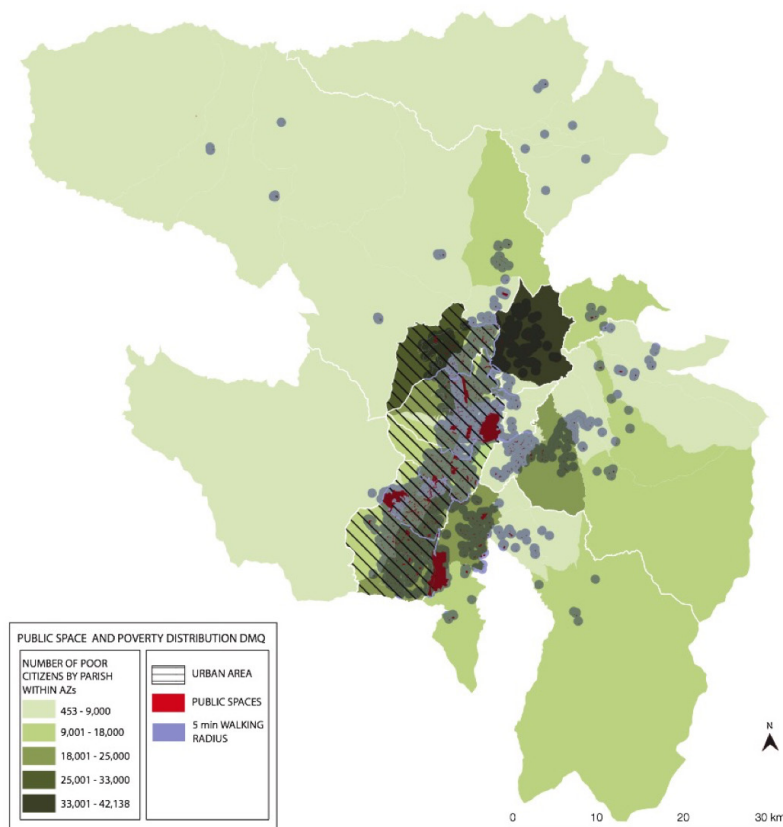 PUBLIC SPACE AND POVERTY DISTRIBUTION DMQ
NUMBER OF POOR
CITIZENS BY PARISH
WITHIN AZs
453 - 9,000
9,001 - 18,000
18,001 - 25,000
25,001 - 33,000
33,001 - 42,138
URBAN AREA
PUBLIC SPACES
5 min WALKING
RADIUS
N
0 10 20 30 km